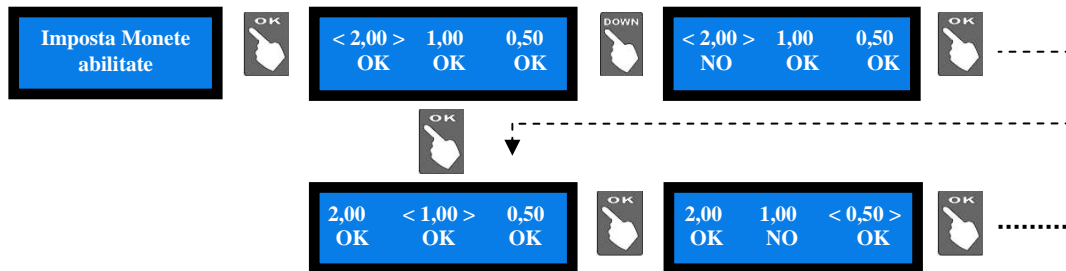 Imposta Monete
abilitate
OK
< 2,00 > 1,00 0,50
OK OK OK
DOWN
< 2,00 > 1,00 0,50
NO OK OK
OK
OK
2,00 < 1,00 > 0,50
OK OK OK
OK
2,00 1,00 < 0,50 >
OK NO OK
OK